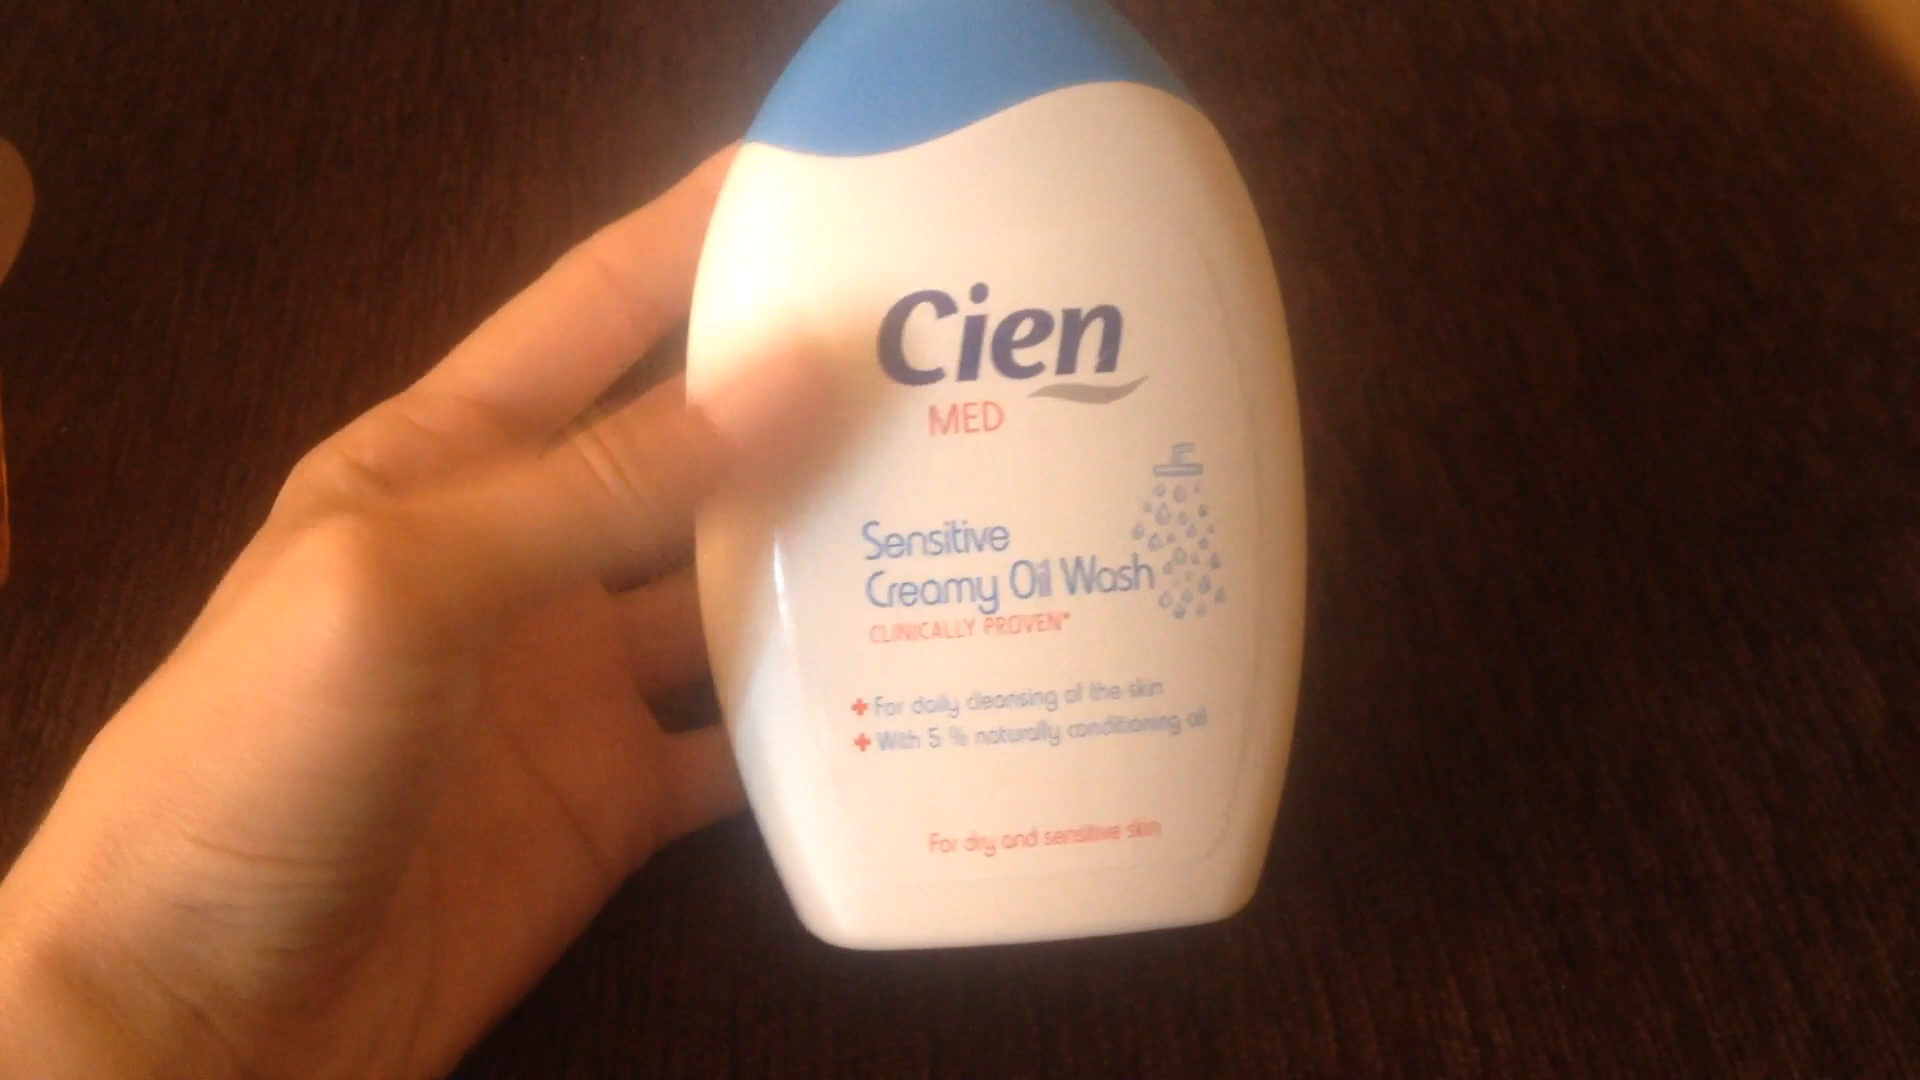 Cien
MED
Sensitive
Creamy Oil Wash
CLINICALLY PROVEN*
+ For daily cleansing of the skin
+ With 5 % naturally conditioning oil
For dry and sensitive skin